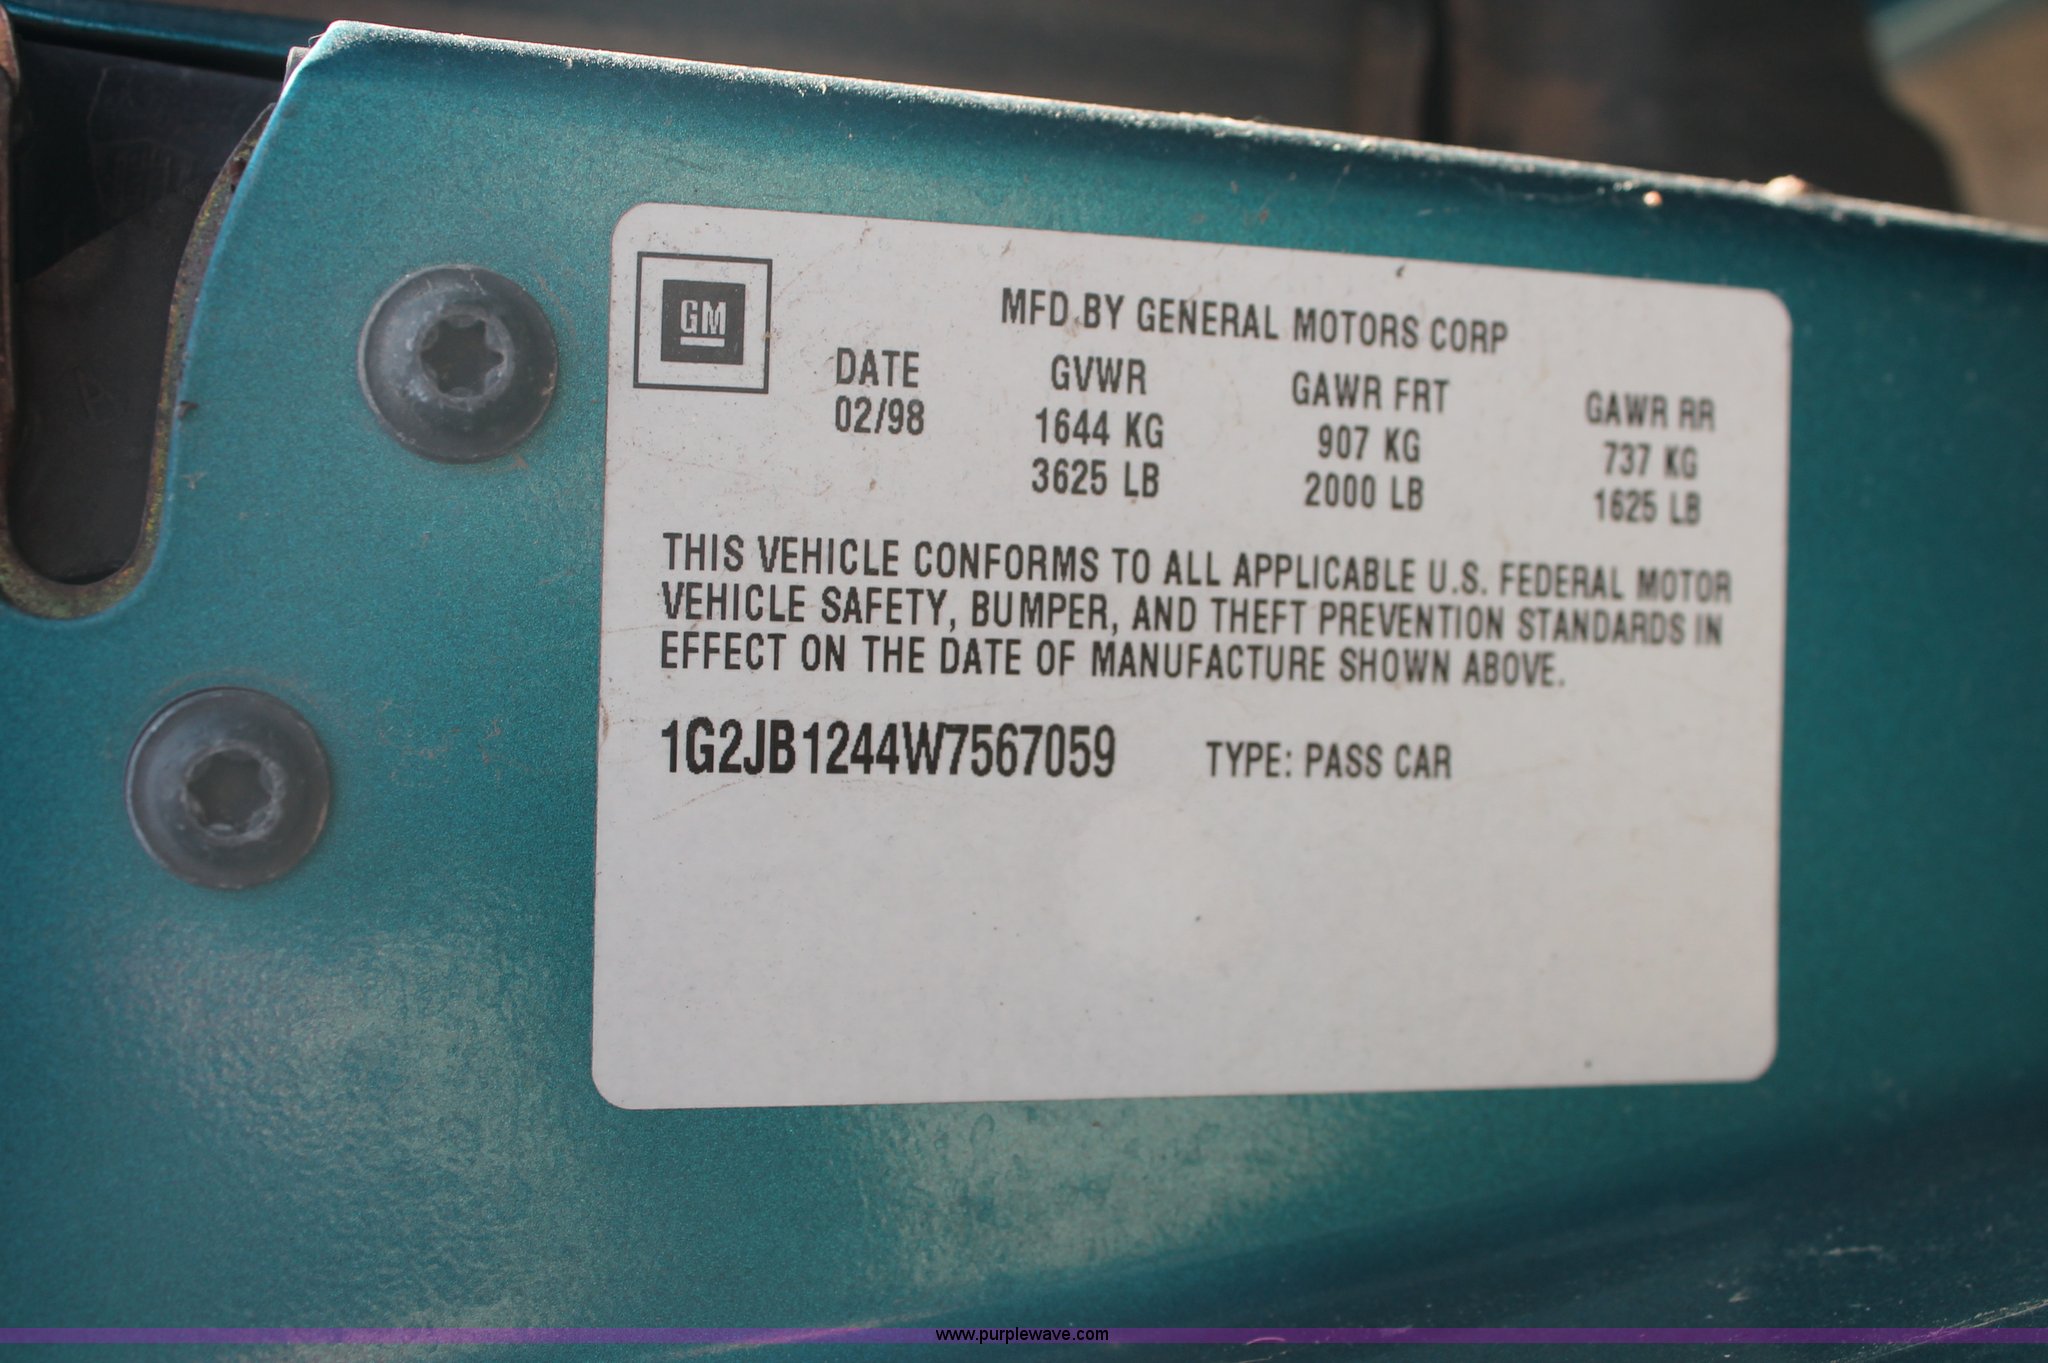 GM
MFD BY GENERAL MOTORS CORP
DATE GVWR GAWR FRT GAWR RR
02/98 1644 KG 907 KG 737 KG
3625 LB 2000 LB 1625 LB
THIS VEHICLE CONFORMS TO ALL APPLICABLE U.S. FEDERAL MOTOR
VEHICLE SAFETY, BUMPER, AND THEFT PREVENTION STANDARDS IN
EFFECT ON THE DATE OF MANUFACTURE SHOWN ABOVE.
1G2JB1244W7567059 TYPE: PASS CAR
www.purplewave.com